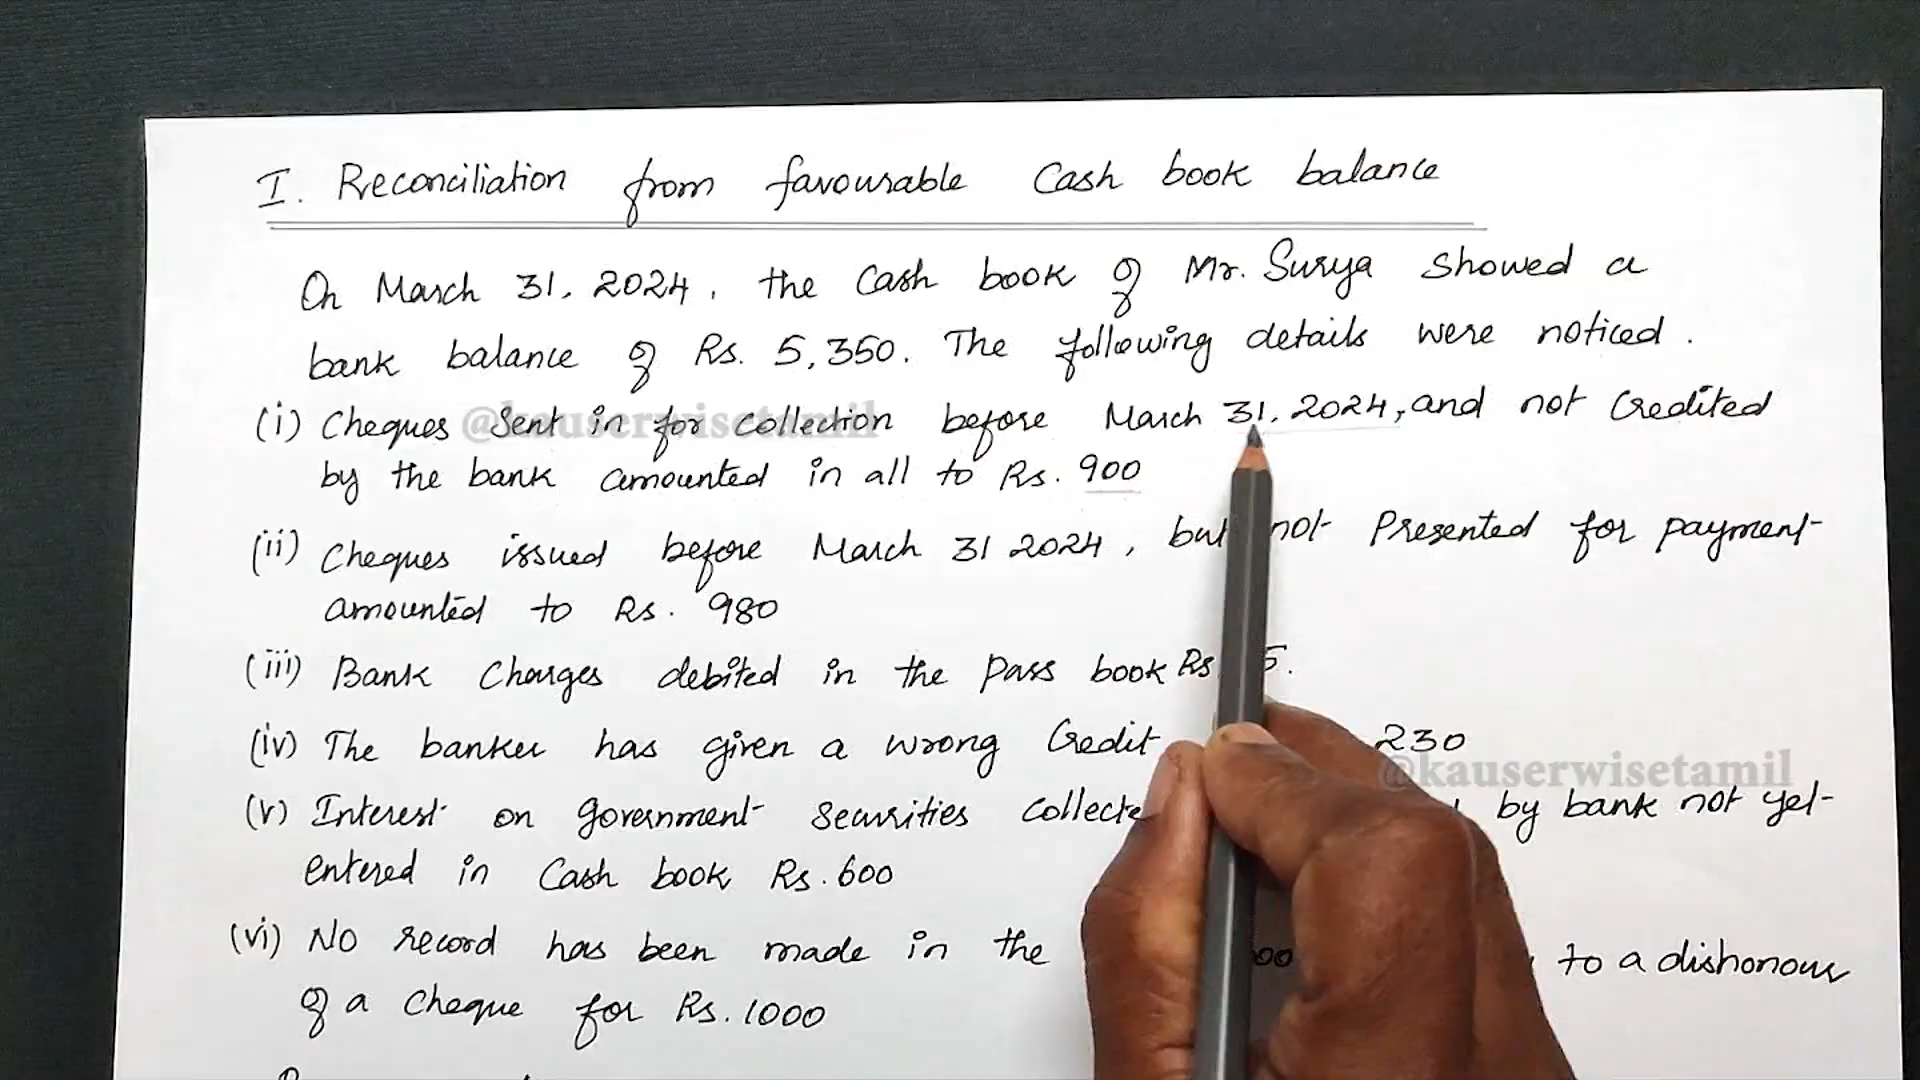 I. Reconciliation from favourable Cash book balance
On March 31, 2024, the Cash book of Mr. Surya showed a
bank balance of Rs. 5,350. The following details were noticed.
(i) Cheques sent in for collection before March 31, 2024, and not credited
@kauserwisetamil
by the bank amounted in all to Rs. 900
(ii) Cheques issued before March 31 2024, but not Presented for payment
amounted to Rs. 980
(iii) Bank Charges debited in the pass book Rs
(iv) The banker has given a wrong Credit 230
@kauserwisetamil
(v) Interest on government securities by bank not yet
entered in Cash book Rs. 600
(vi) No record has been made in the to a dishonour
of a Cheque for Rs. 1000